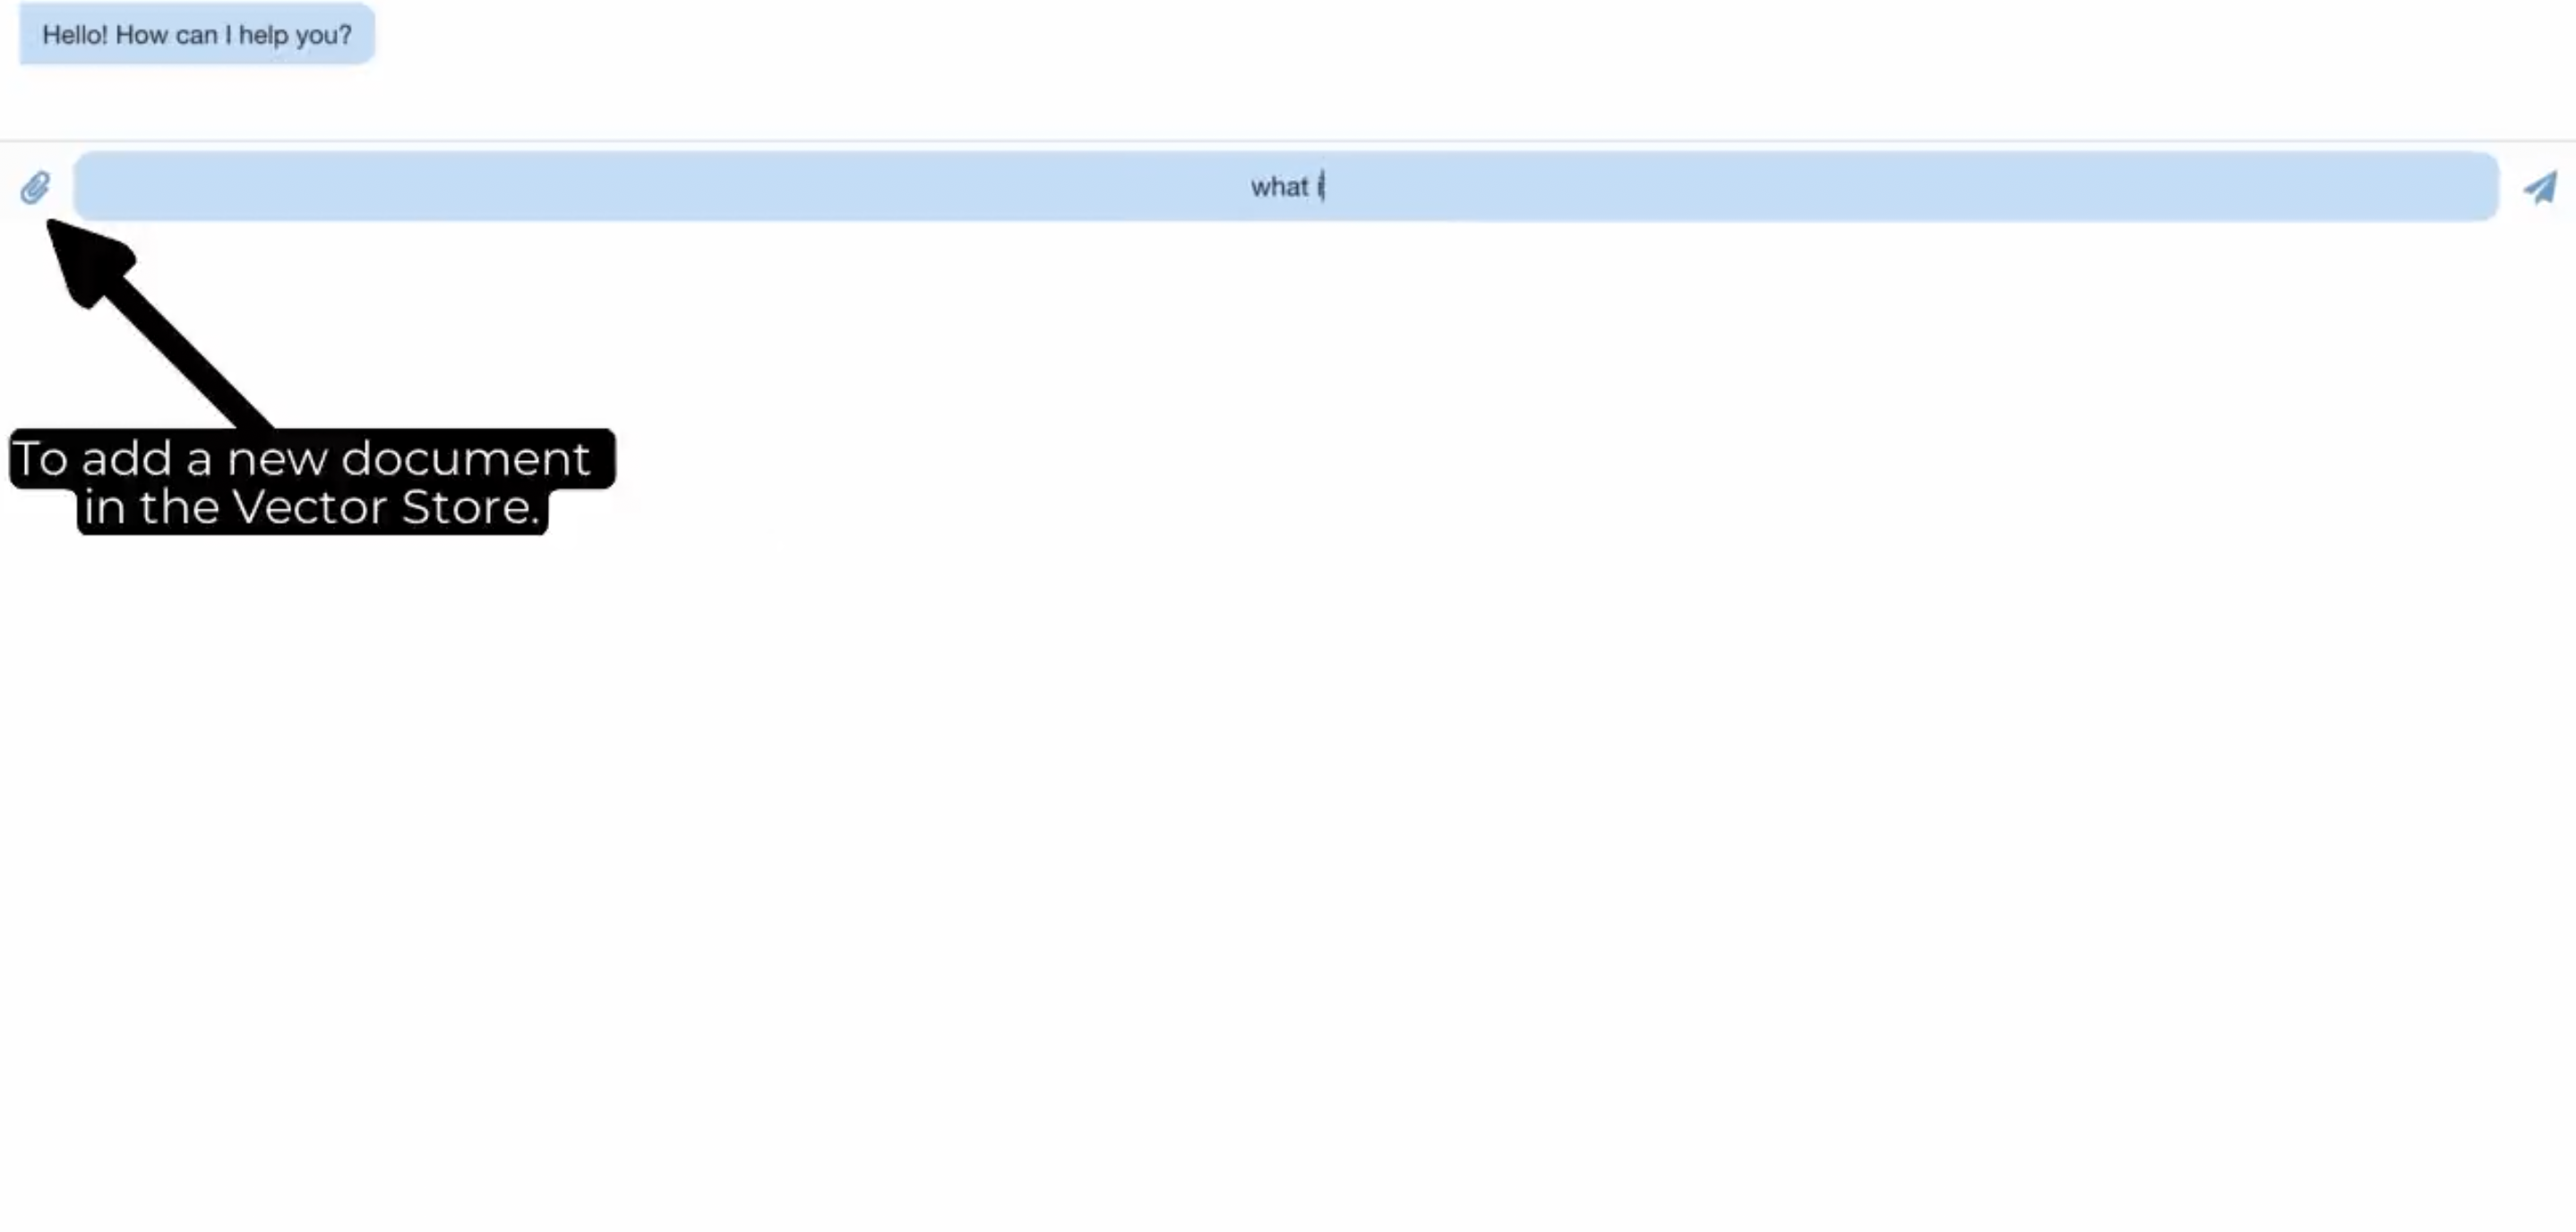 Hello! How can I help you?
what i
To add a new document
in the Vector Store.